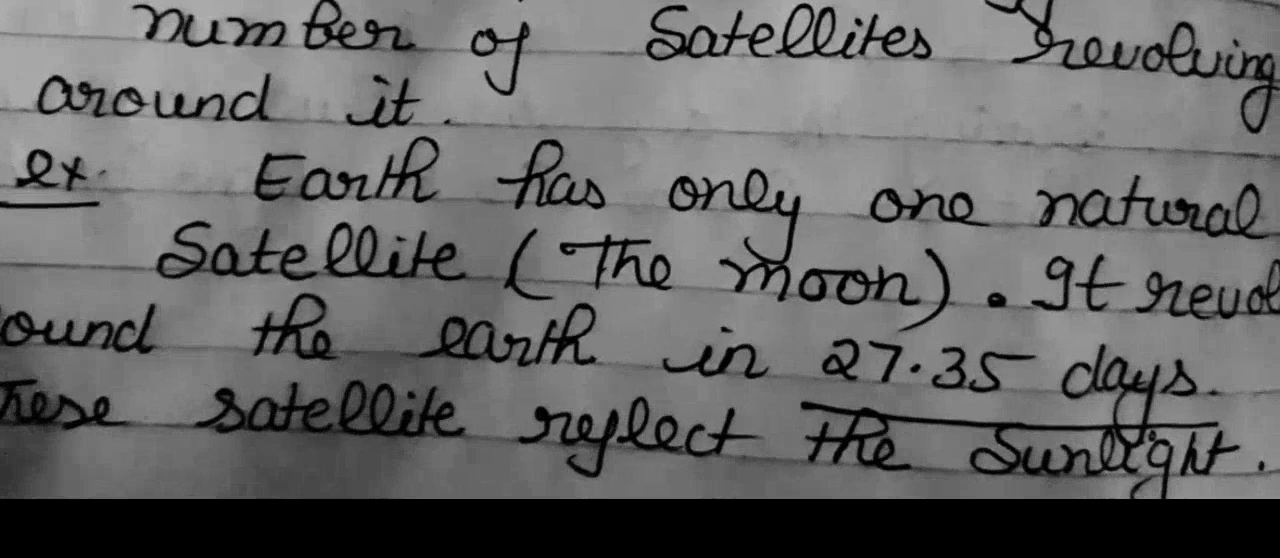 number of Satellites revolving
around it.
ex. Earth has only one natural
Satellite (The moon). It revol
ound the earth in 27.35 days.
hese satellite reflect the Sunlight.